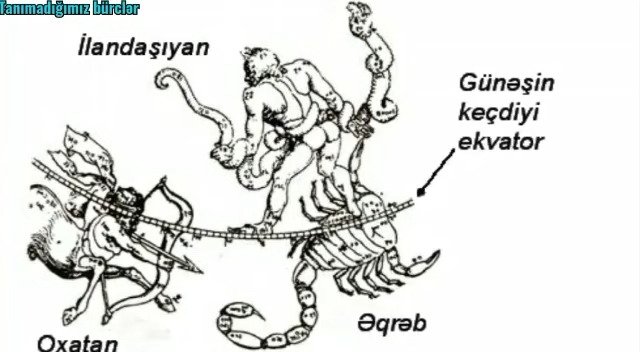 Tanımadığımız bürclər
İlandaşıyan
Günəşin
keçdiyi
ekvator
Əqrəb
Oxatan